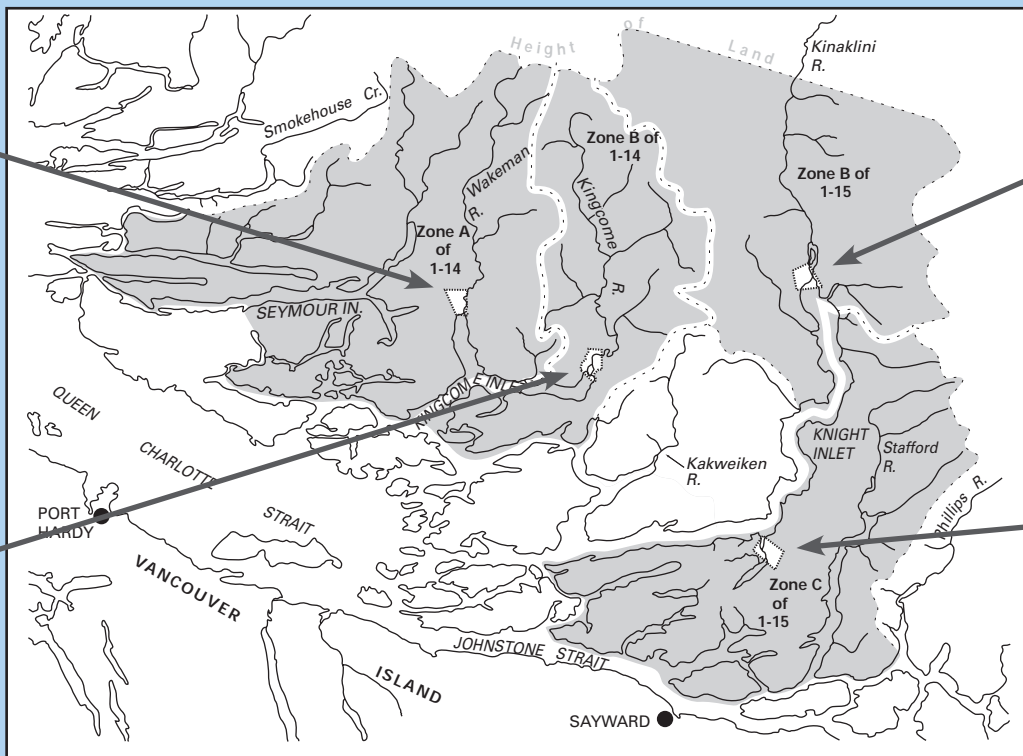 Height of Land
Kinaklini
R.
Smokehouse Cr.
Wakeman
R.
Zone B of
1-14
Kingcome
R.
Zone B of
1-15
Zone A
of
1-14
SEYMOUR IN.
KINGCOME INLET
QUEEN
CHARLOTTE
STRAIT
KNIGHT
INLET
Stafford
R.
Kakweiken
R.
Phillips R.
PORT
HARDY
VANCOUVER
ISLAND
Zone C
of
1-15
JOHNSTONE STRAIT
SAYWARD